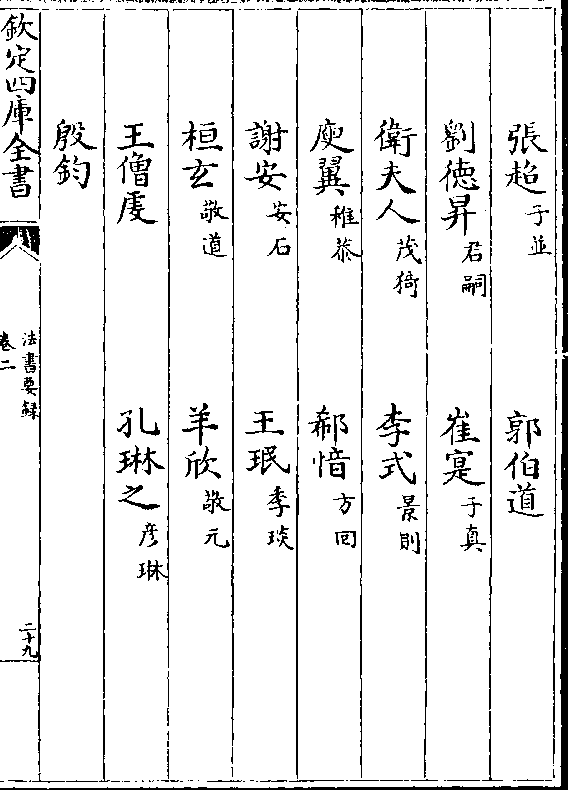 張超子並 郭伯道
劉德昇君嗣 崔寔子真
衛夫人茂猗 李式景則
庾翼稚恭 郗愔方回
謝安安石 王珉季琰
桓玄敬道 羊欣敬元
王僧虔 孔琳之彥琳
殷鈞
欽定四庫全書
法書要録
卷二
二十九